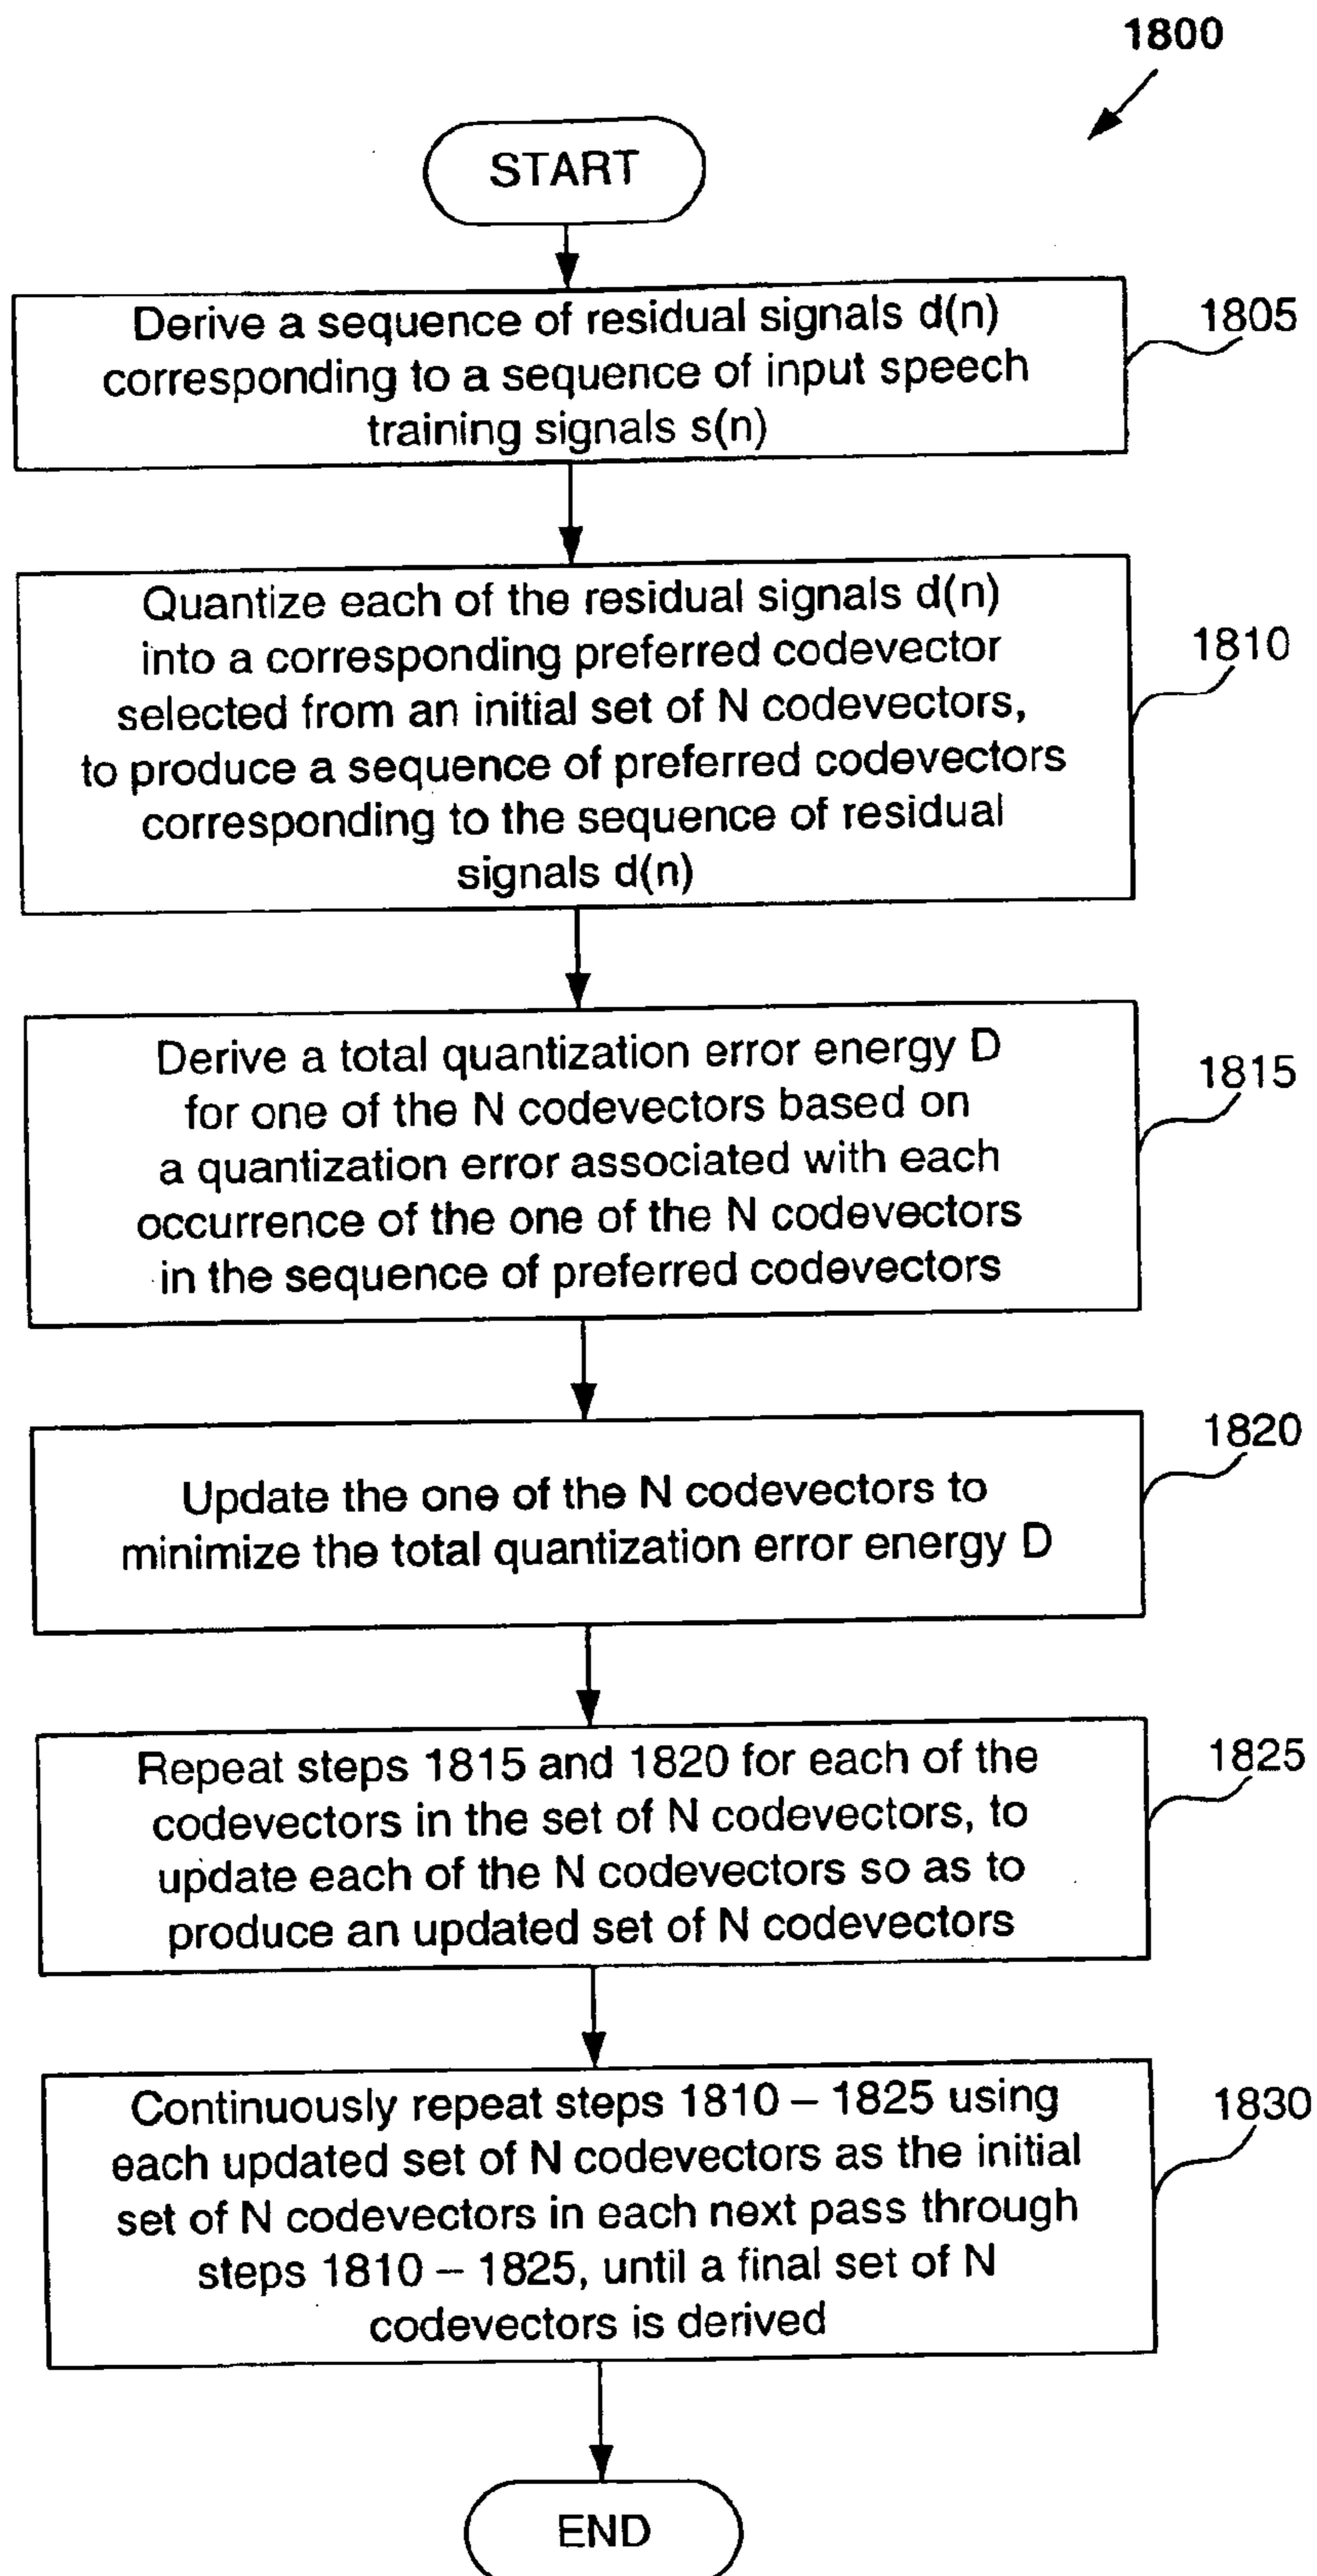 1800
START
Derive a sequence of residual signals d(n)
corresponding to a sequence of input speech
training signals s(n)
1805
Quantize each of the residual signals d(n)
into a corresponding preferred codevector
selected from an initial set of N codevectors,
to produce a sequence of preferred codevectors
corresponding to the sequence of residual
signals d(n)
1810
Derive a total quantization error energy D
for one of the N codevectors based on
a quantization error associated with each
occurrence of the one of the N codevectors
in the sequence of preferred codevectors
1815
Update the one of the N codevectors to
minimize the total quantization error energy D
1820
Repeat steps 1815 and 1820 for each of the
codevectors in the set of N codevectors, to
update each of the N codevectors so as to
produce an updated set of N codevectors
1825
Continuously repeat steps 1810 – 1825 using
each updated set of N codevectors as the initial
set of N codevectors in each next pass through
steps 1810 – 1825, until a final set of N
codevectors is derived
1830
END